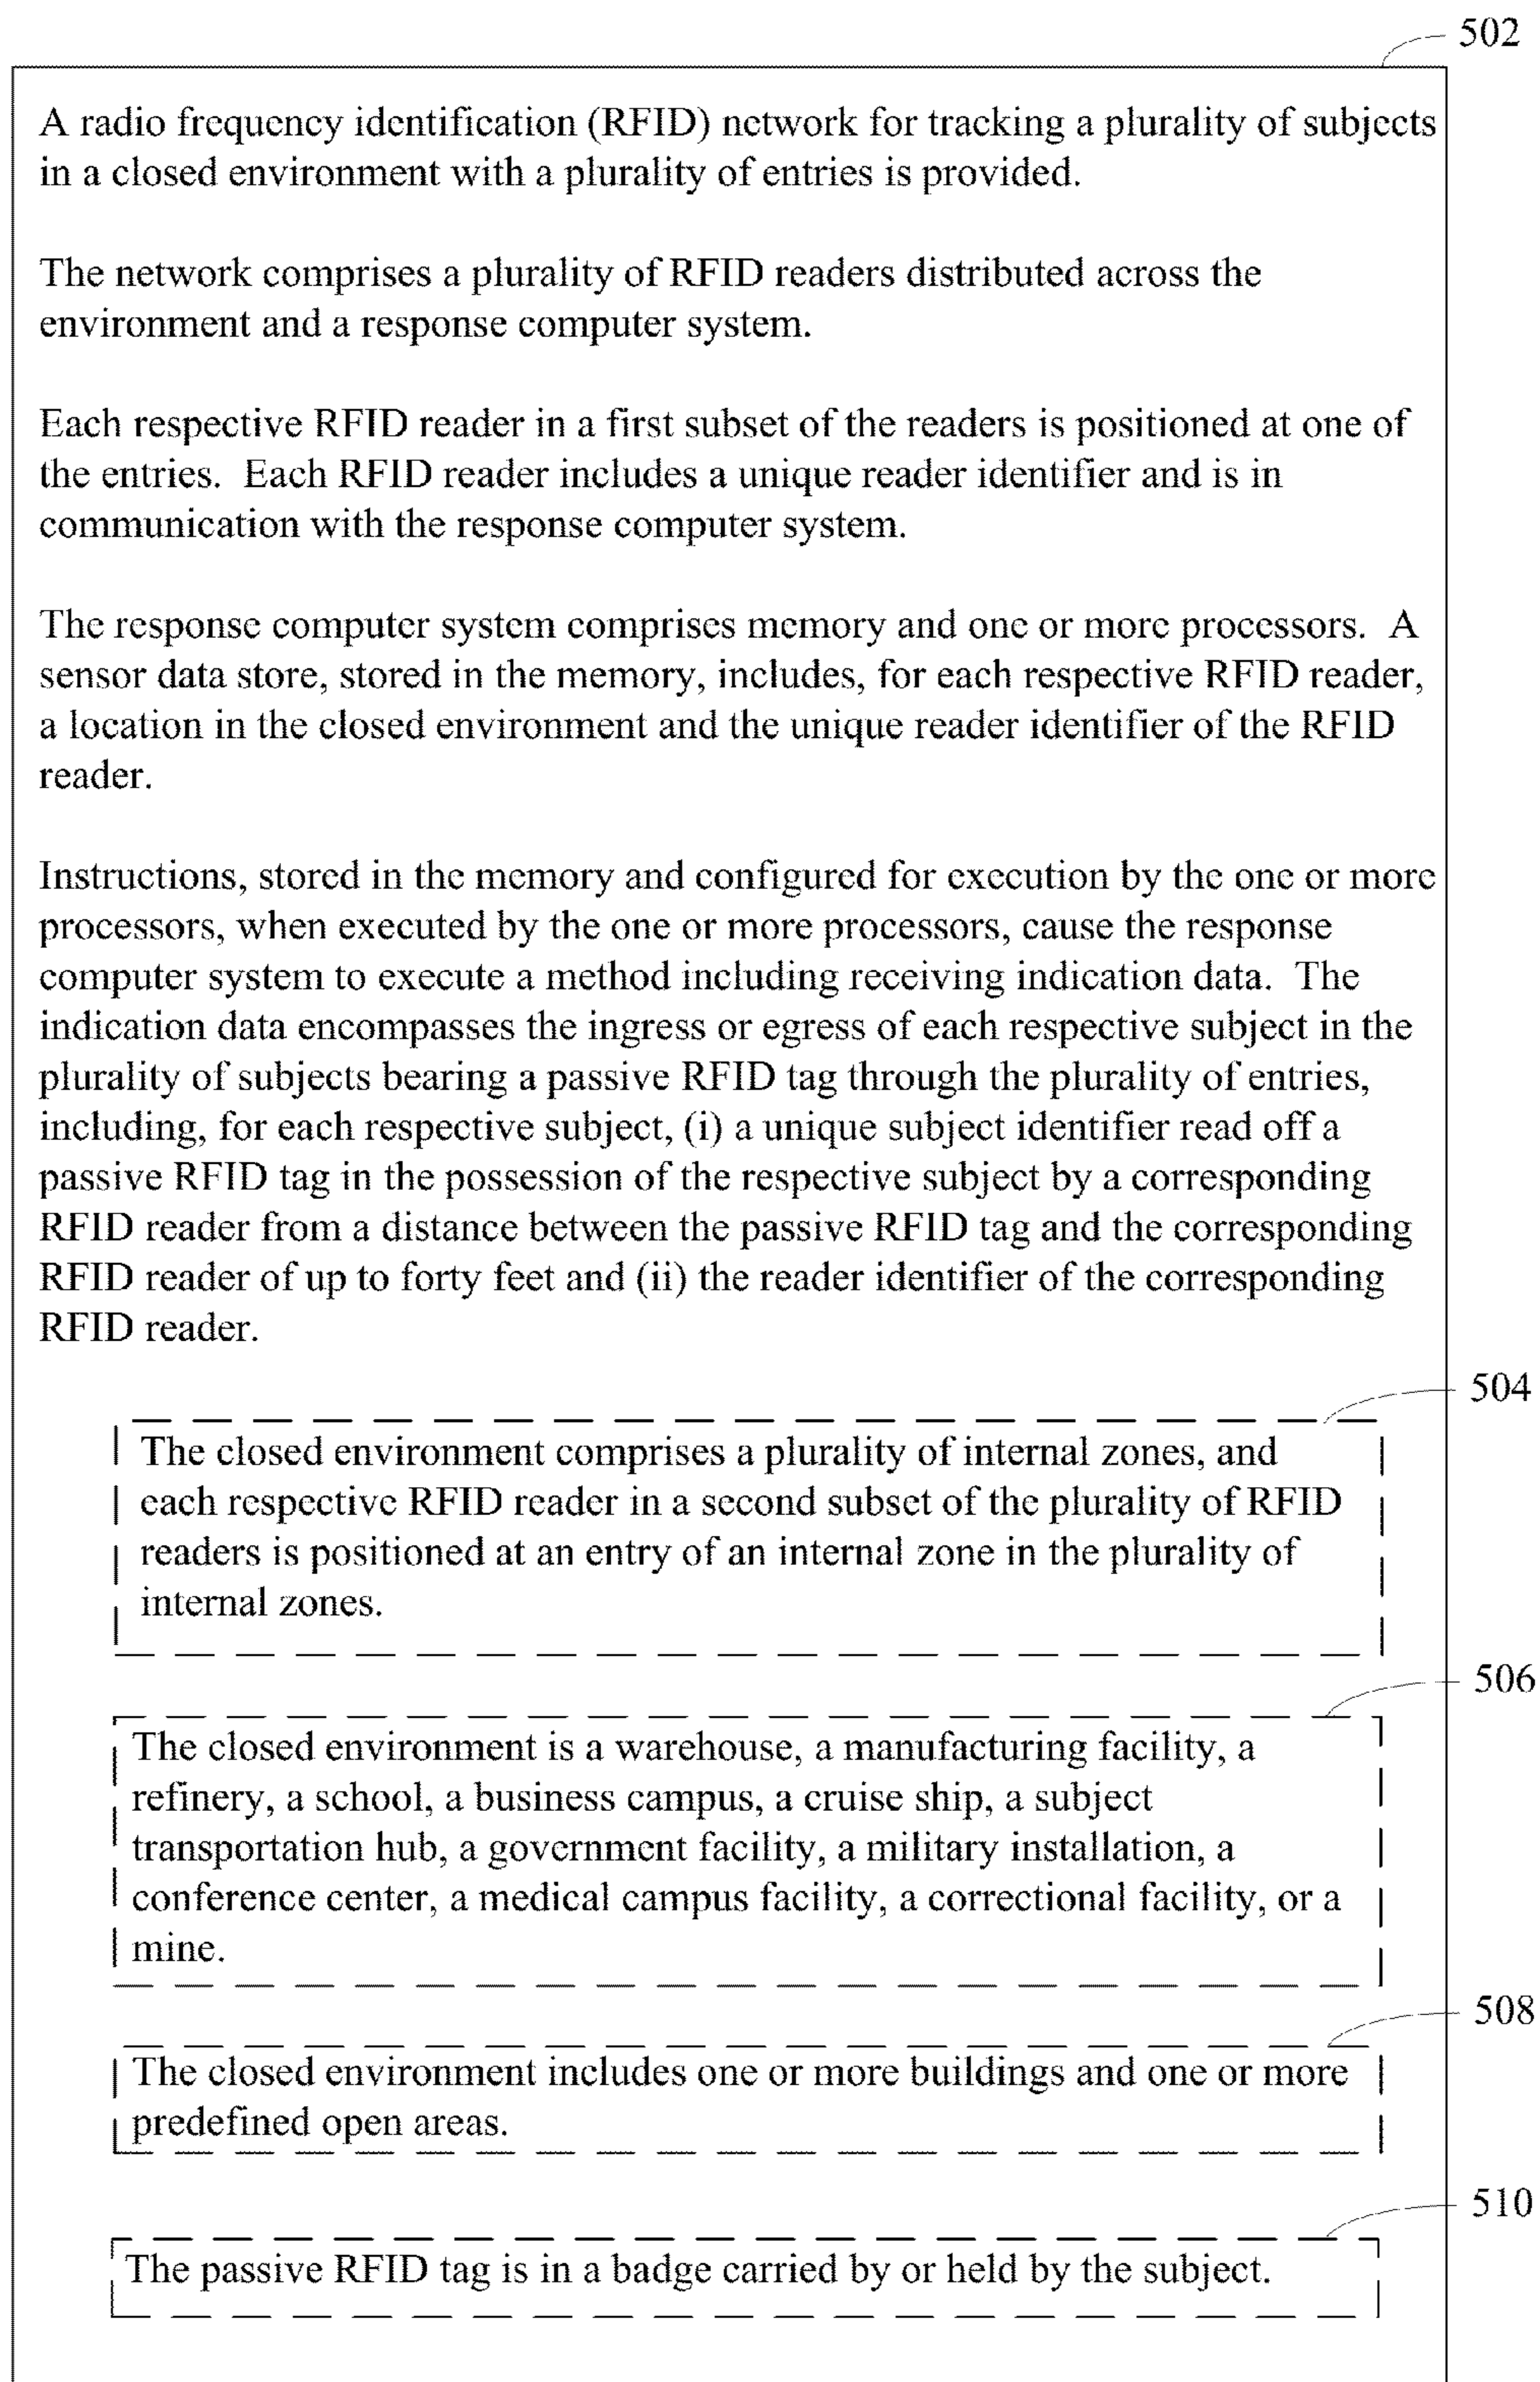 502
A radio frequency identification (RFID) network for tracking a plurality of subjects
in a closed environment with a plurality of entries is provided.
The network comprises a plurality of RFID readers distributed across the
environment and a response computer system.
Each respective RFID reader in a first subset of the readers is positioned at one of
the entries.  Each RFID reader includes a unique reader identifier and is in
communication with the response computer system.
The response computer system comprises memory and one or more processors.  A
sensor data store, stored in the memory, includes, for each respective RFID reader,
a location in the closed environment and the unique reader identifier of the RFID
reader.
Instructions, stored in the memory and configured for execution by the one or more
processors, when executed by the one or more processors, cause the response
computer system to execute a method including receiving indication data.  The
indication data encompasses the ingress or egress of each respective subject in the
plurality of subjects bearing a passive RFID tag through the plurality of entries,
including, for each respective subject, (i) a unique subject identifier read off a
passive RFID tag in the possession of the respective subject by a corresponding
RFID reader from a distance between the passive RFID tag and the corresponding
RFID reader of up to forty feet and (ii) the reader identifier of the corresponding
RFID reader.
504
The closed environment comprises a plurality of internal zones, and
each respective RFID reader in a second subset of the plurality of RFID
readers is positioned at an entry of an internal zone in the plurality of
internal zones.
506
The closed environment is a warehouse, a manufacturing facility, a
refinery, a school, a business campus, a cruise ship, a subject
transportation hub, a government facility, a military installation, a
conference center, a medical campus facility, a correctional facility, or a
mine.
508
The closed environment includes one or more buildings and one or more
predefined open areas.
510
The passive RFID tag is in a badge carried by or held by the subject.